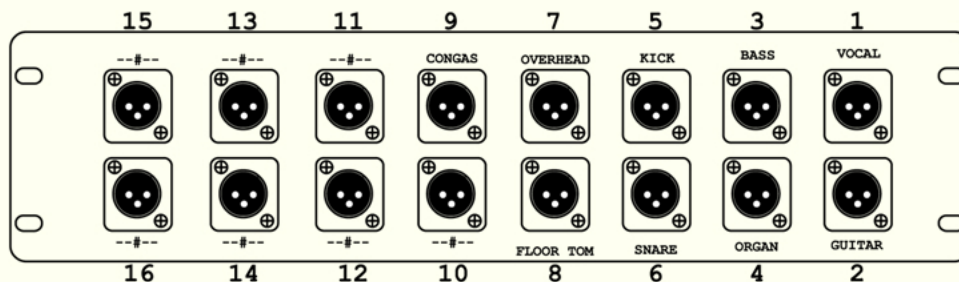 15 13 11 9 7 5 3 1
--#-- --#-- --#-- CONGAS OVERHEAD KICK BASS VOCAL
--#-- --#-- --#-- --#-- FLOOR TOM SNARE ORGAN GUITAR
16 14 12 10 8 6 4 2